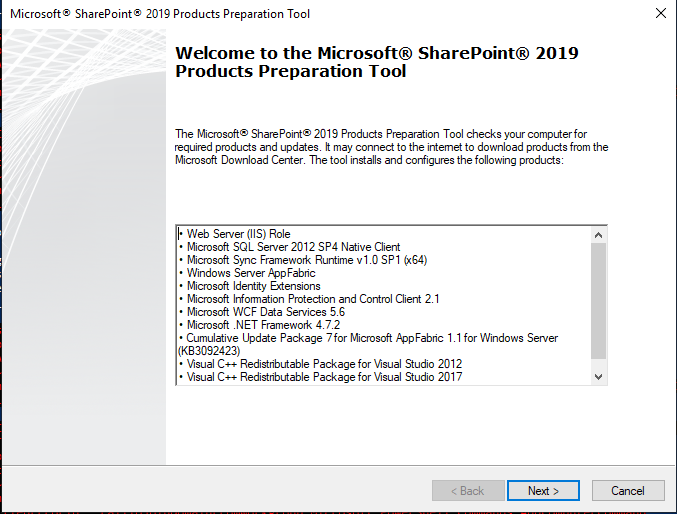 Microsoft® SharePoint® 2019 Products Preparation Tool
Welcome to the Microsoft® SharePoint® 2019
Products Preparation Tool
The Microsoft® SharePoint® 2019 Products Preparation Tool checks your computer for
required products and updates. It may connect to the internet to download products from the
Microsoft Download Center. The tool installs and configures the following products:
• Web Server (IIS) Role
• Microsoft SQL Server 2012 SP4 Native Client
• Microsoft Sync Framework Runtime v1.0 SP1 (x64)
• Windows Server AppFabric
• Microsoft Identity Extensions
• Microsoft Information Protection and Control Client 2.1
• Microsoft WCF Data Services 5.6
• Microsoft .NET Framework 4.7.2
• Cumulative Update Package 7 for Microsoft AppFabric 1.1 for Windows Server
(KB3092423)
• Visual C++ Redistributable Package for Visual Studio 2012
• Visual C++ Redistributable Package for Visual Studio 2017
< Back
Next >
Cancel